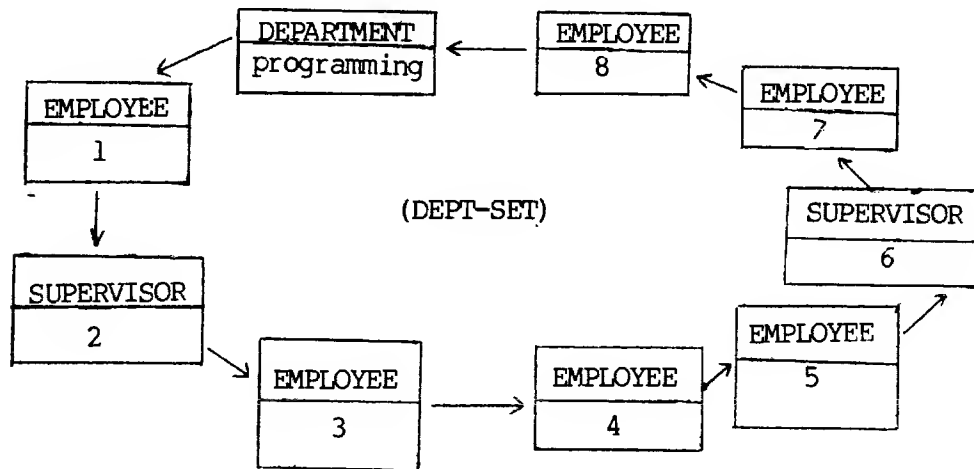 DEPARTMENT
programming
EMPLOYEE
8
EMPLOYEE
7
EMPLOYEE
1
(DEPT-SET)
SUPERVISOR
6
SUPERVISOR
2
EMPLOYEE
5
EMPLOYEE
3
EMPLOYEE
4